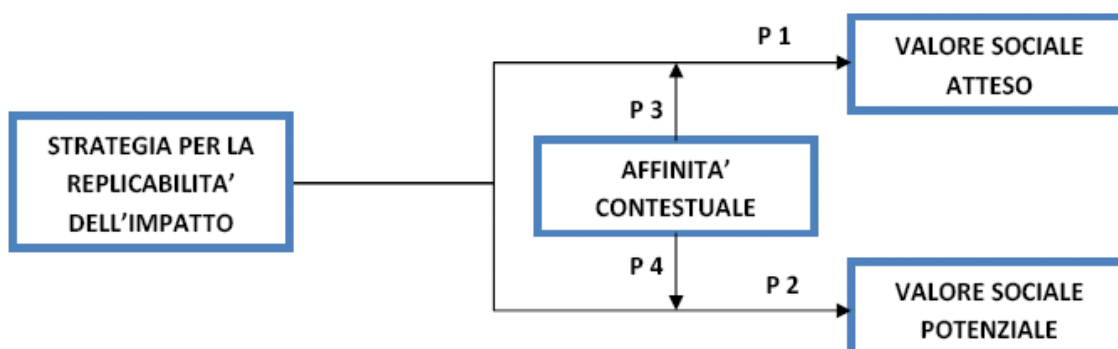 P 1
VALORE SOCIALE
ATTESO
P 3
STRATEGIA PER LA
REPLICABILITA’
DELL’IMPATTO
AFFINITA’
CONTESTUALE
P 4
P 2
VALORE SOCIALE
POTENZIALE